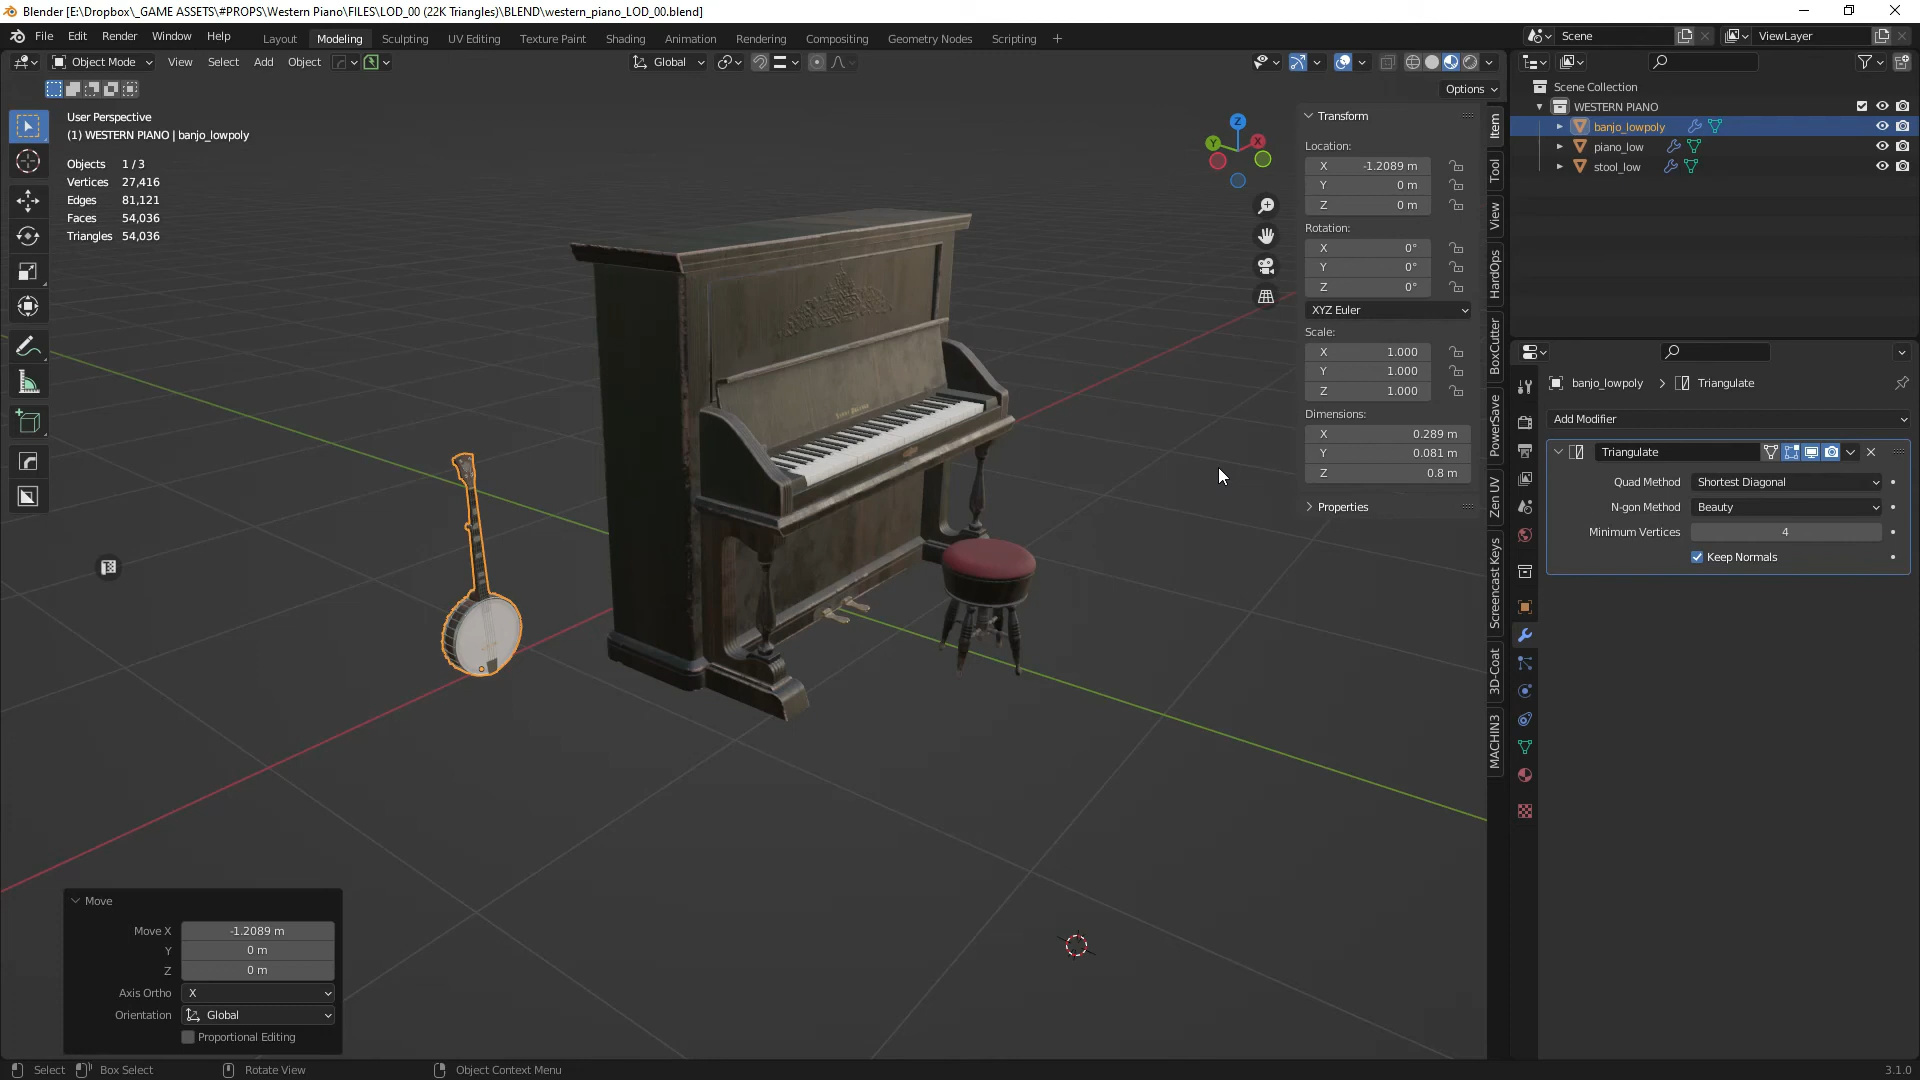 Blender [E:\Dropbox\_GAME ASSETS\#PROPS\Western Piano\FILES\LOD_00 (22K Triangles)\BLEND\western_piano_LOD_00.blend]
File Edit Render Window Help Layout Modeling Sculpting UV Editing Texture Paint Shading Animation Rendering Compositing Geometry Nodes Scripting + Scene ViewLayer
Object Mode View Select Add Object Global
Options
User Perspective
(1) WESTERN PIANO | banjo_lowpoly
Objects 1 / 3
Vertices 27,416
Edges 81,121
Faces 54,036
Triangles 54,036
Z
Y
X
Transform
Location:
X -1.2089 m
Y 0 m
Z 0 m
Rotation:
X 0°
Y 0°
Z 0°
XYZ Euler
Scale:
X 1.000
Y 1.000
Z 1.000
Dimensions:
X 0.289 m
Y 0.081 m
Z 0.8 m
Properties
Item
Tool
View
HardOps
BoxCutter
PowerSave
Zen UV
Screencast Keys
3D-Coat
MACHIN3
Scene Collection
WESTERN PIANO
banjo_lowpoly
piano_low
stool_low
banjo_lowpoly > Triangulate
Add Modifier
Triangulate
Quad Method Shortest Diagonal
N-gon Method Beauty
Minimum Vertices 4
Keep Normals
Move
Move X -1.2089 m
Y 0 m
Z 0 m
Axis Ortho X
Orientation Global
Proportional Editing
Select Box Select Rotate View Object Context Menu 3.1.0